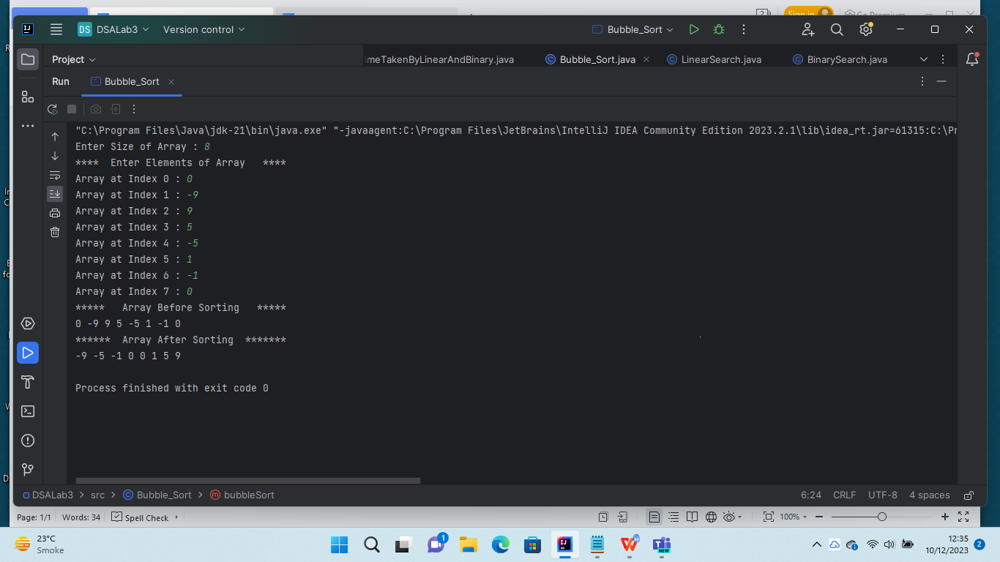 Sign in Go Premium
DS DSALab3 Version control Bubble_Sort
Project imeTakenByLinearAndBinary.java Bubble_Sort.java LinearSearch.java BinarySearch.java
Run Bubble_Sort
"C:\Program Files\Java\jdk-21\bin\java.exe" "-javaagent:C:\Program Files\JetBrains\IntelliJ IDEA Community Edition 2023.2.1\lib\idea_rt.jar=61315:C:\Pr
Enter Size of Array : 8
****  Enter Elements of Array   ****
Array at Index 0 : 0
Array at Index 1 : -9
Array at Index 2 : 9
Array at Index 3 : 5
Array at Index 4 : -5
Array at Index 5 : 1
Array at Index 6 : -1
Array at Index 7 : 0
*****   Array Before Sorting   *****
0 -9 9 5 -5 1 -1 0
******  Array After Sorting  *******
-9 -5 -1 0 0 1 5 9
Process finished with exit code 0
DSALab3 > src > Bubble_Sort > bubbleSort 6:24 CRLF UTF-8 4 spaces
Page: 1/1 Words: 34 Spell Check 100%
23°C 12:35
Smoke 10/12/2023 2